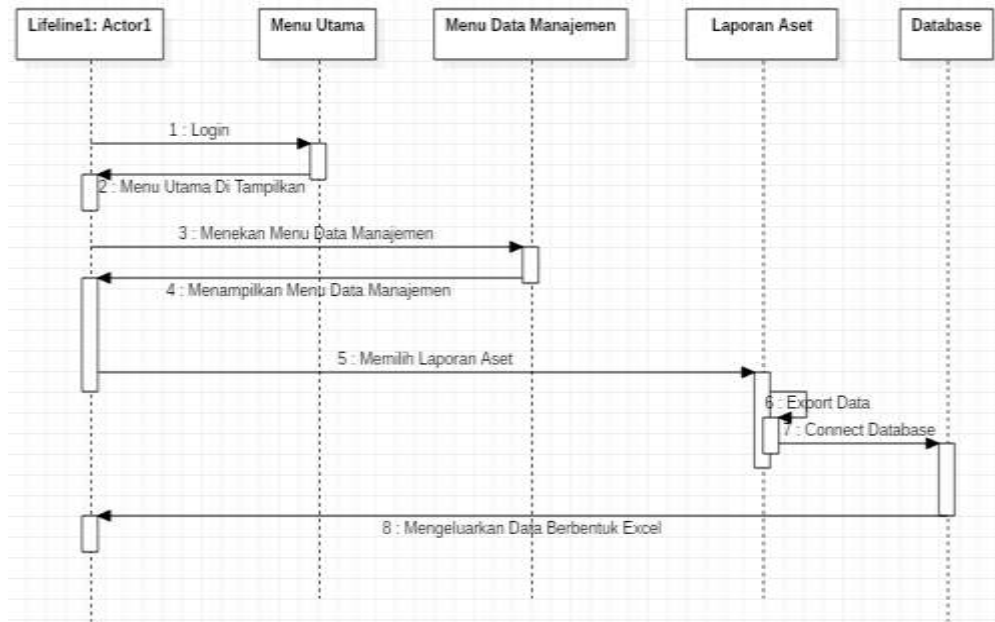 Lifeline1: Actor1
Menu Utama
Menu Data Manajemen
Laporan Aset
Database
1 : Login
2 : Menu Utama Di Tampilkan
3 : Menekan Menu Data Manajemen
4 : Menampilkan Menu Data Manajemen
5 : Memilih Laporan Aset
6 : Export Data
7 : Connect Database
8 : Mengeluarkan Data Berbentuk Excel